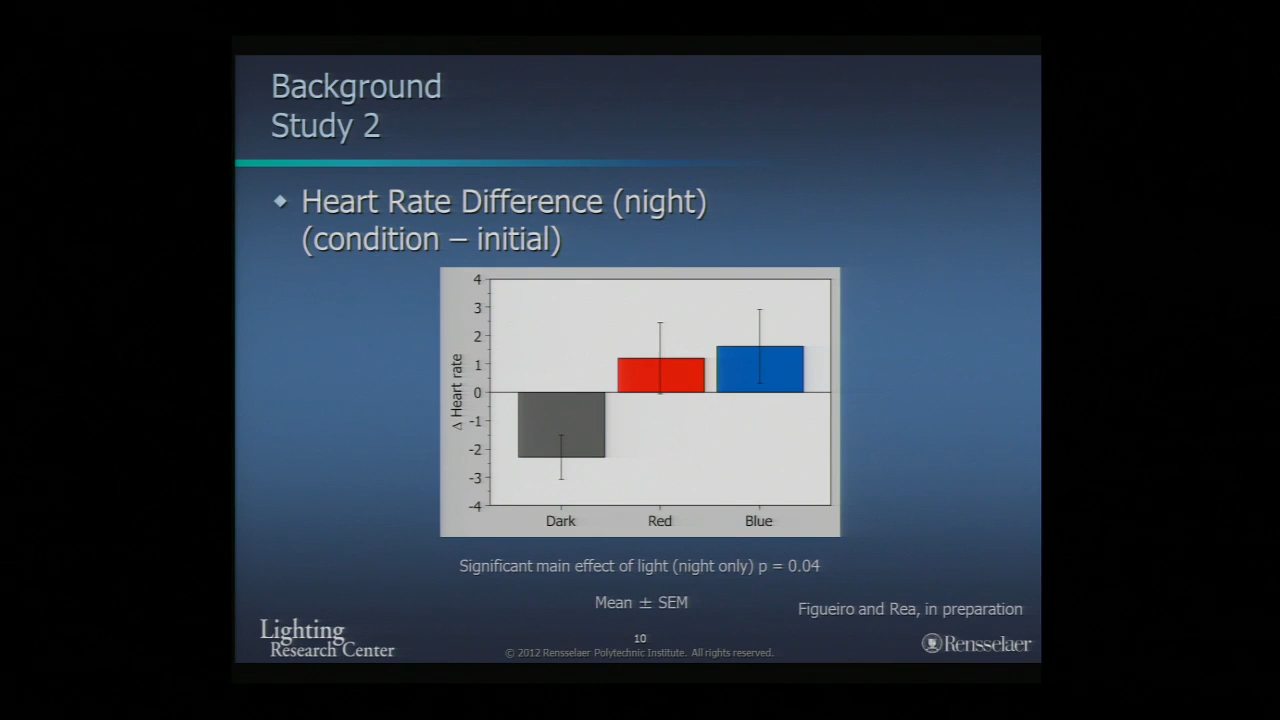 Background
Study 2
Heart Rate Difference (night)
(condition – initial)
4
3
2
1
0
-1
-2
-3
-4
Δ Heart rate
Dark Red Blue
Significant main effect of light (night only) p = 0.04
Mean ± SEM
Figueiro and Rea, in preparation
Lighting
Research Center
10
© 2012 Rensselaer Polytechnic Institute. All rights reserved.
Rensselaer